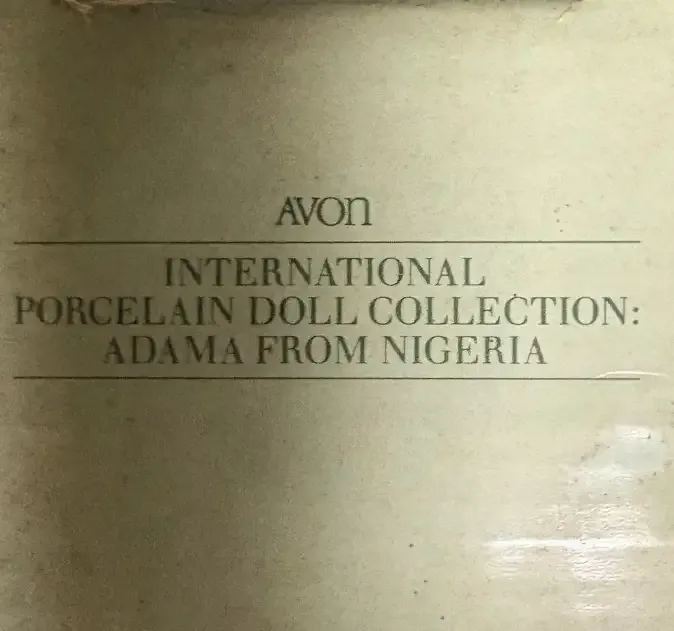 AVON
INTERNATIONAL
PORCELAIN DOLL COLLECTION:
ADAMA FROM NIGERIA